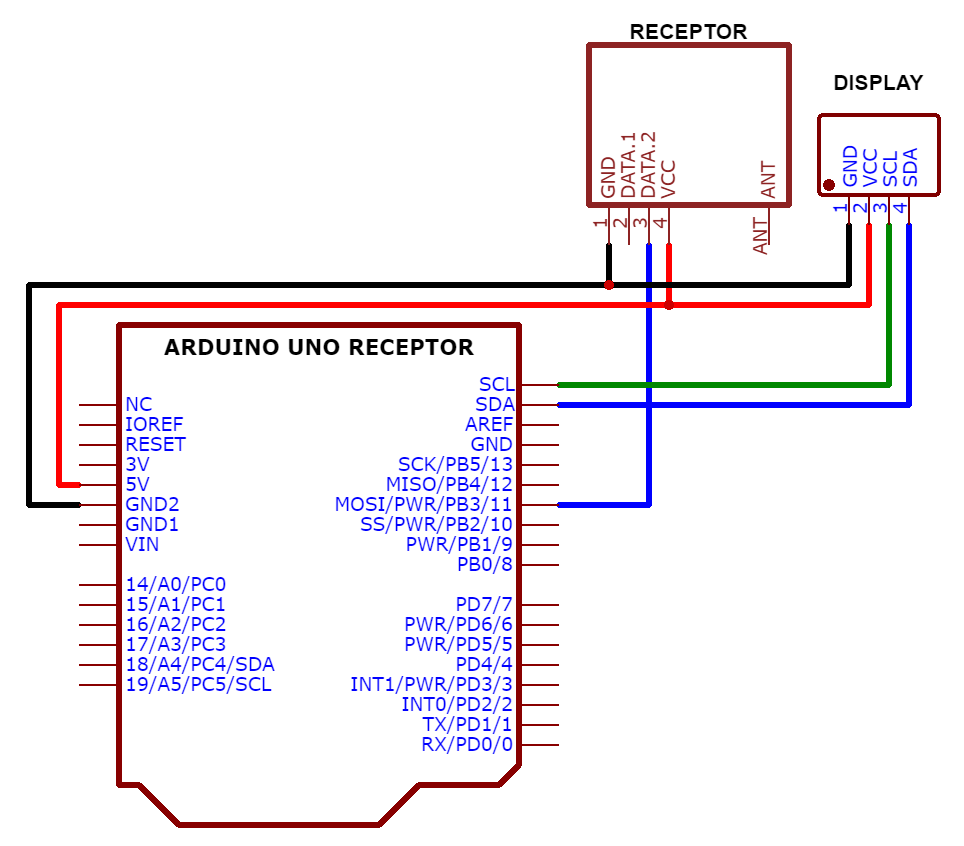 RECEPTOR
GND
DATA.1
DATA.2
VCC
ANT
1
2
3
4
ANT
DISPLAY
GND
VCC
SCL
SDA
1
2
3
4
ARDUINO UNO RECEPTOR
NC
IOREF
RESET
3V
5V
GND2
GND1
VIN
14/A0/PC0
15/A1/PC1
16/A2/PC2
17/A3/PC3
18/A4/PC4/SDA
19/A5/PC5/SCL
SCL
SDA
AREF
GND
SCK/PB5/13
MISO/PB4/12
MOSI/PWR/PB3/11
SS/PWR/PB2/10
PWR/PB1/9
PB0/8
PD7/7
PWR/PD6/6
PWR/PD5/5
PD4/4
INT1/PWR/PD3/3
INT0/PD2/2
TX/PD1/1
RX/PD0/0